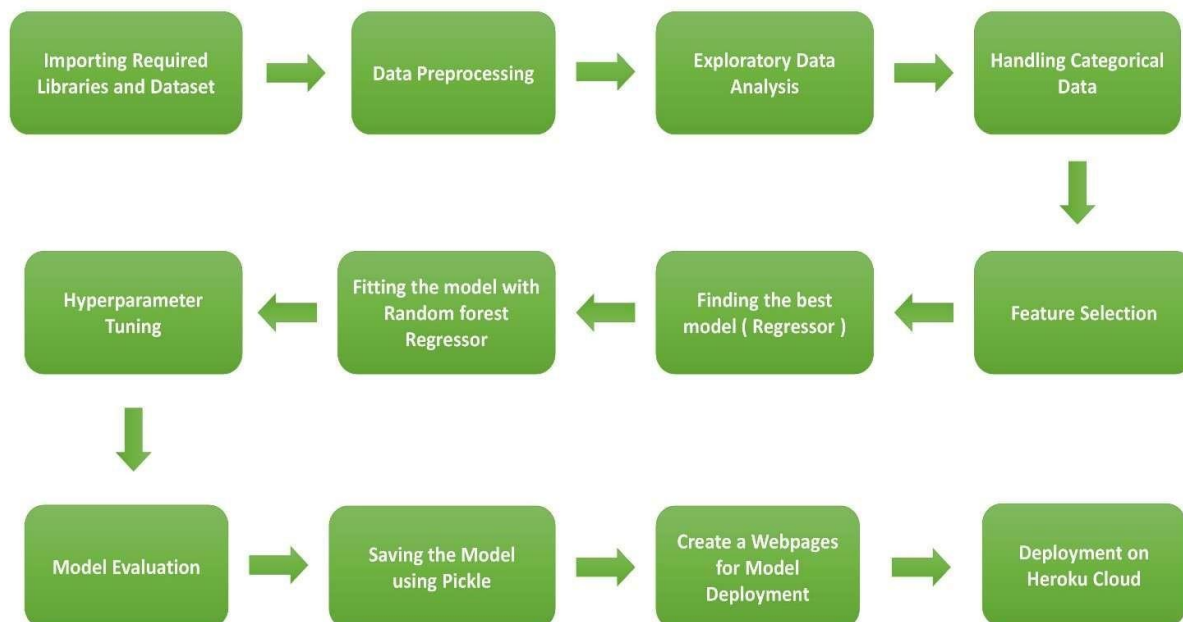 Importing Required
Libraries and Dataset
Data Preprocessing
Exploratory Data
Analysis
Handling Categorical
Data
Feature Selection
Finding the best
model ( Regressor )
Fitting the model with
Random forest
Regressor
Hyperparameter
Tuning
Model Evaluation
Saving the Model
using Pickle
Create a Webpages
for Model
Deployment
Deployment on
Heroku Cloud